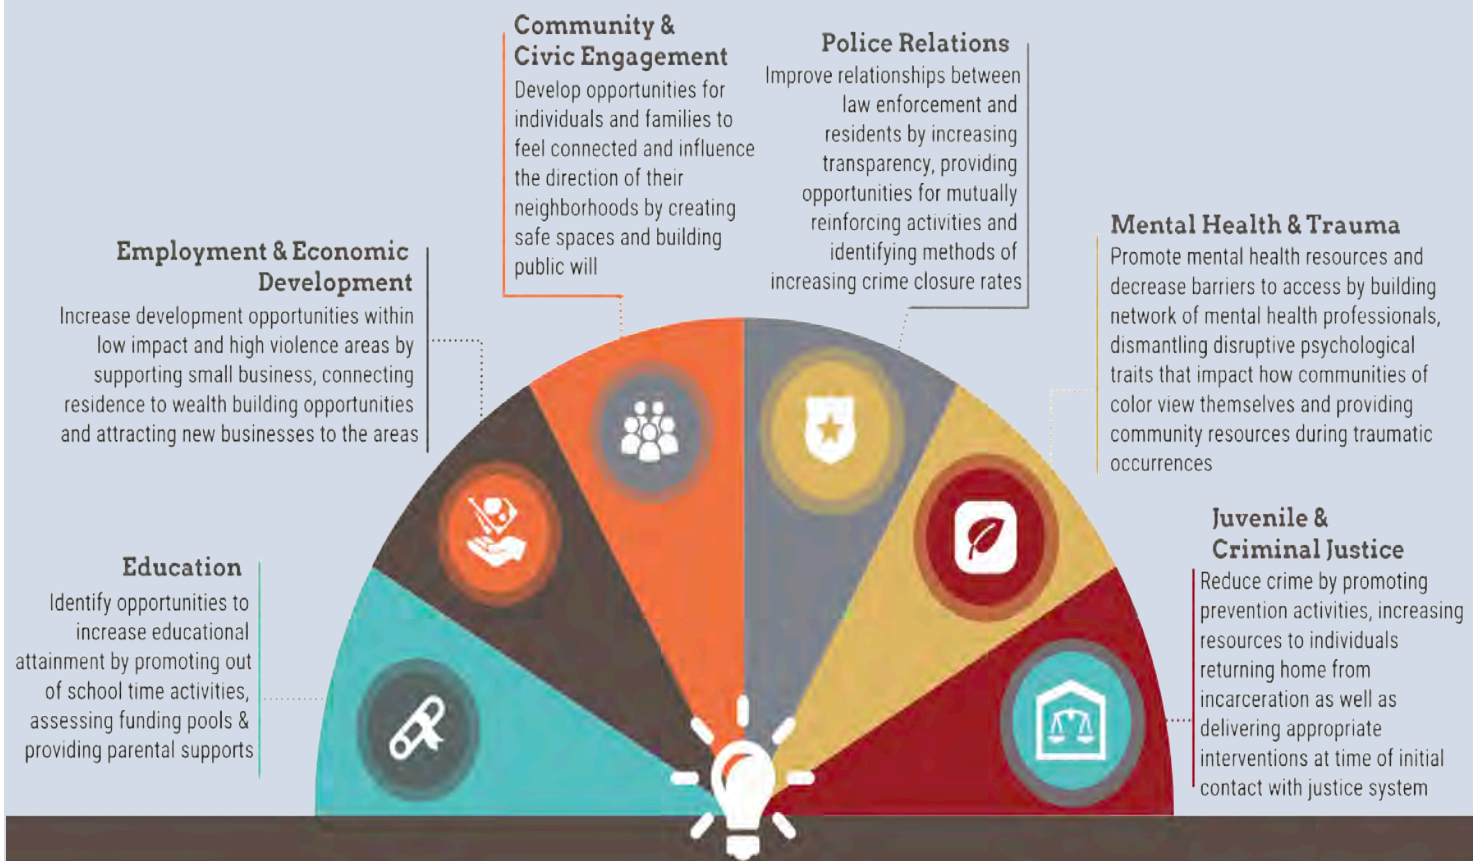 Community &
Civic Engagement
Develop opportunities for
individuals and families to
feel connected and influence
the direction of their
neighborhoods by creating
safe spaces and building
public will
Police Relations
Improve relationships between
law enforcement and
residents by increasing
transparency, providing
opportunities for mutually
reinforcing activities and
identifying methods of
increasing crime closure rates
Employment & Economic
Development
Increase development opportunities within
low impact and high violence areas by
supporting small business, connecting
residence to wealth building opportunities
and attracting new businesses to the areas
Mental Health & Trauma
Promote mental health resources and
decrease barriers to access by building
network of mental health professionals,
dismantling disruptive psychological
traits that impact how communities of
color view themselves and providing
community resources during traumatic
occurrences
Education
Identify opportunities to
increase educational
attainment by promoting out
of school time activities,
assessing funding pools &
providing parental supports
Juvenile &
Criminal Justice
Reduce crime by promoting
prevention activities, increasing
resources to individuals
returning home from
incarceration as well as
delivering appropriate
interventions at time of initial
contact with justice system